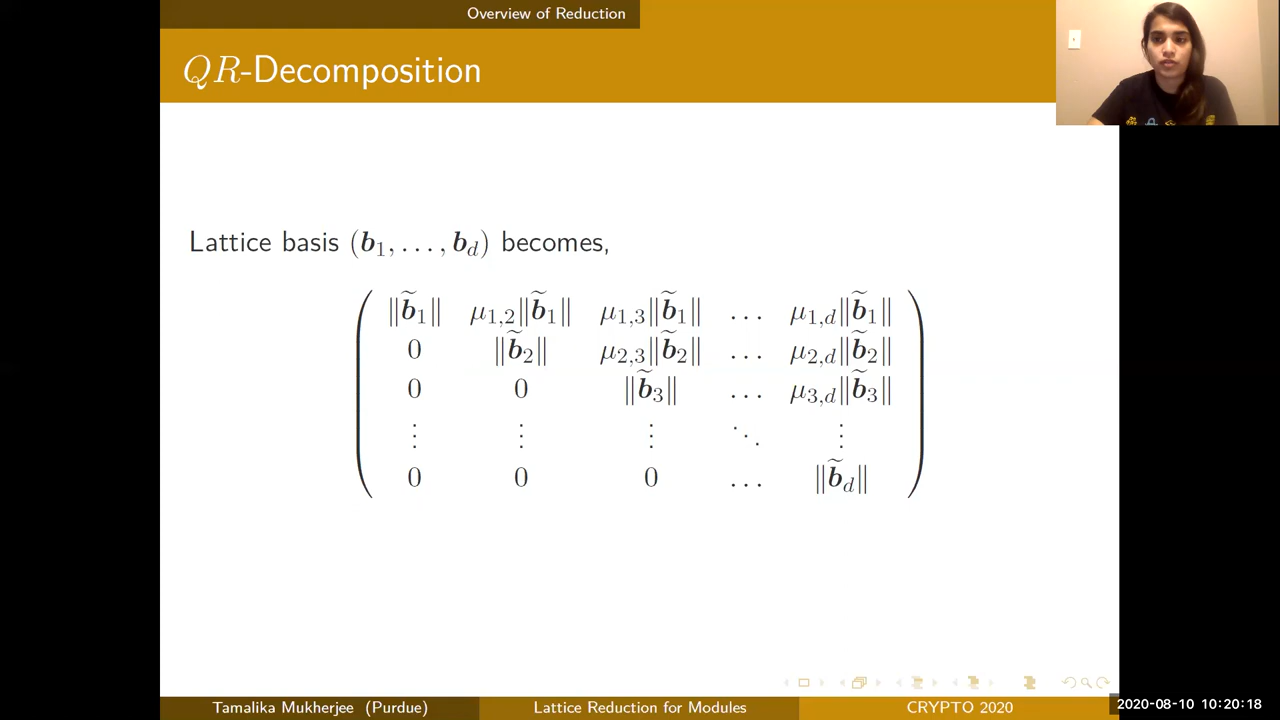 Overview of Reduction
QR-Decomposition
Lattice basis (b₁, . . . , b_d) becomes,
‖b̃₁‖ μ₁,₂‖b̃₁‖ μ₁,₃‖b̃₁‖ … μ₁,d‖b̃₁‖
0 ‖b̃₂‖ μ₂,₃‖b̃₂‖ … μ₂,d‖b̃₂‖
0 0 ‖b̃₃‖ … μ₃,d‖b̃₃‖
⋮ ⋮ ⋮ ⋱ ⋮
0 0 0 … ‖b̃_d‖
Tamalika Mukherjee (Purdue) Lattice Reduction for Modules CRYPTO 2020
2020-08-10 10:20:18